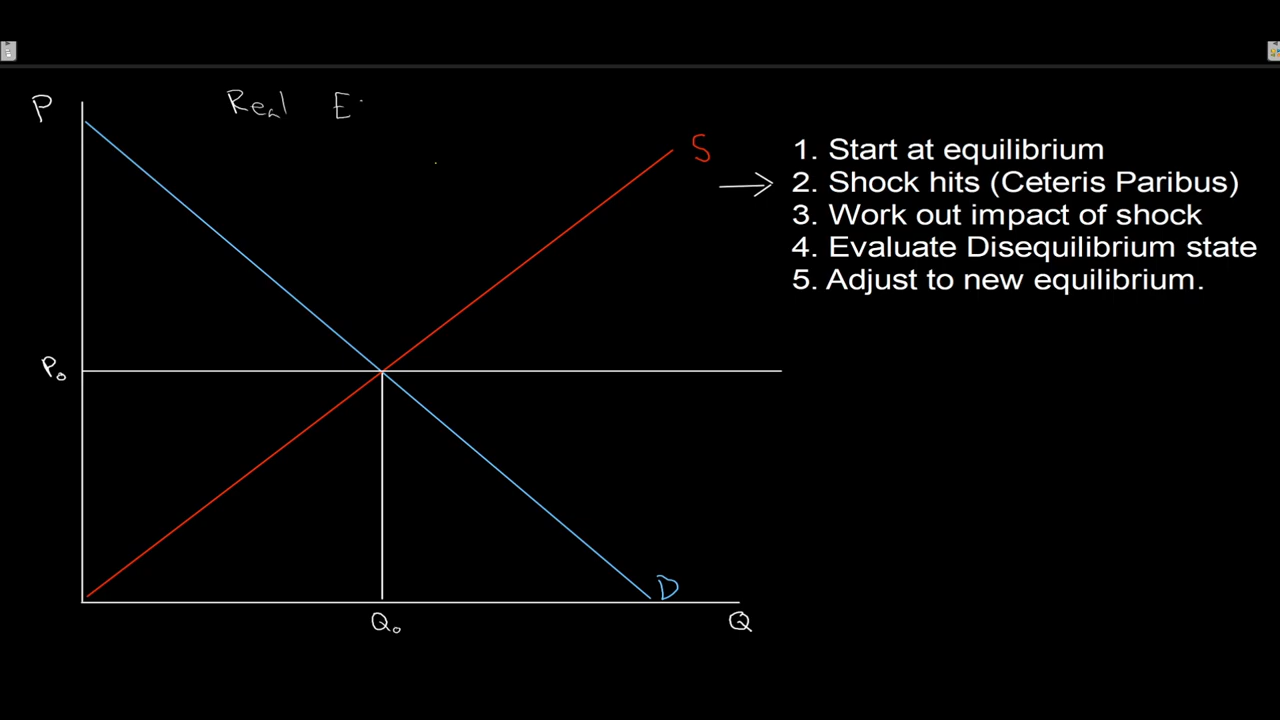 P
Real E
S
1. Start at equilibrium
2. Shock hits (Ceteris Paribus)
3. Work out impact of shock
4. Evaluate Disequilibrium state
5. Adjust to new equilibrium.
P₀
D
Q₀
Q